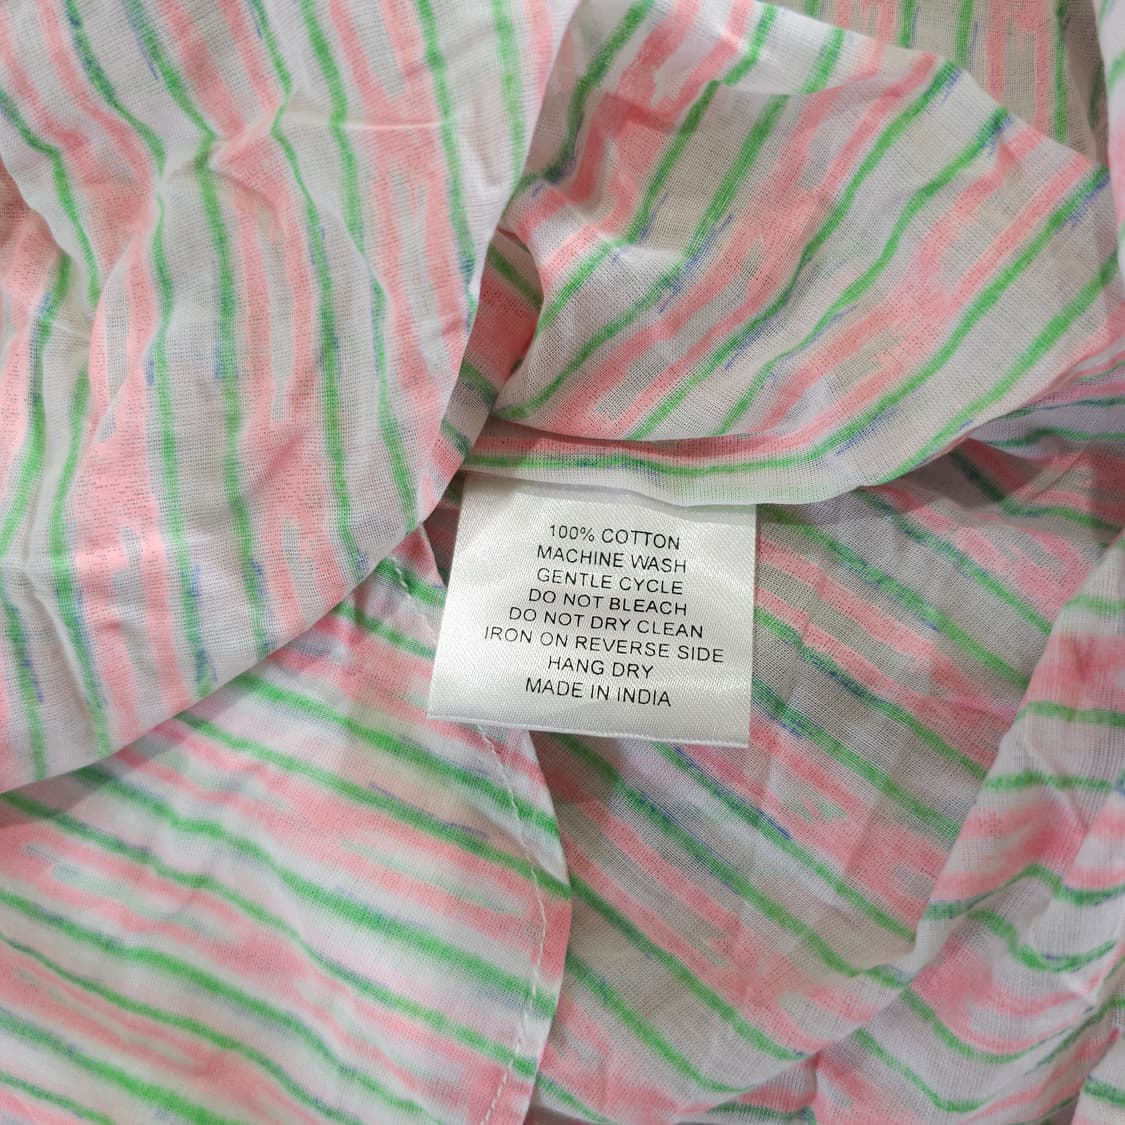 100% COTTON
MACHINE WASH
GENTLE CYCLE
DO NOT BLEACH
DO NOT DRY CLEAN
IRON ON REVERSE SIDE
HANG DRY
MADE IN INDIA